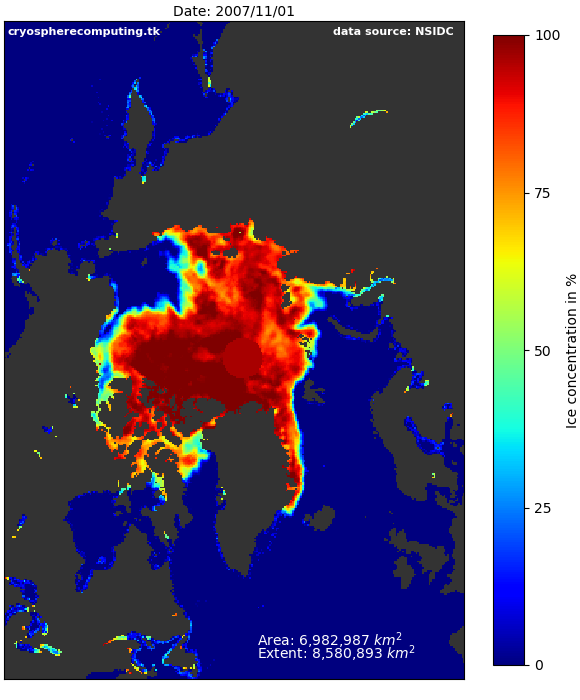 Date: 2007/11/01
cryospherecomputing.tk data source: NSIDC
100
75
50
25
0
Ice concentration in %
Area: 6,982,987 km²
Extent: 8,580,893 km²